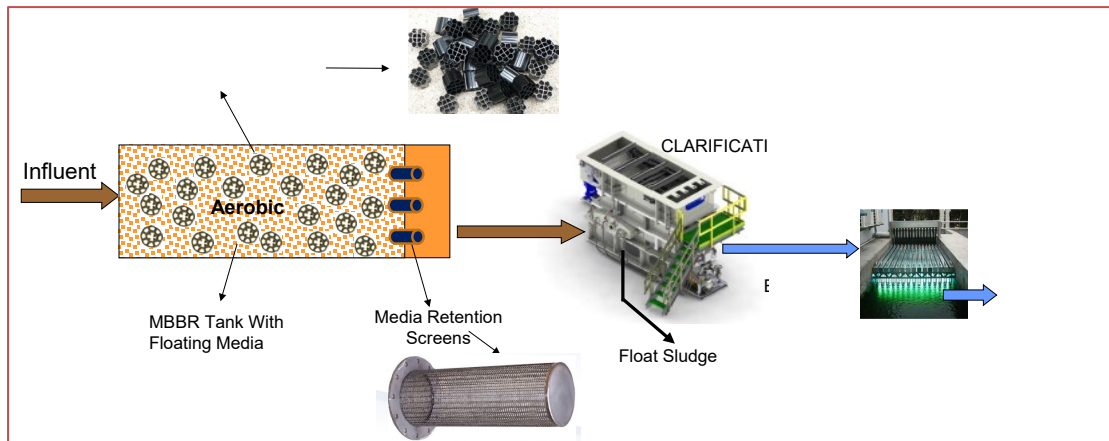 CLARIFICATI
Influent
Aerobic
MBBR Tank With
Floating Media
Media Retention
Screens
Float Sludge